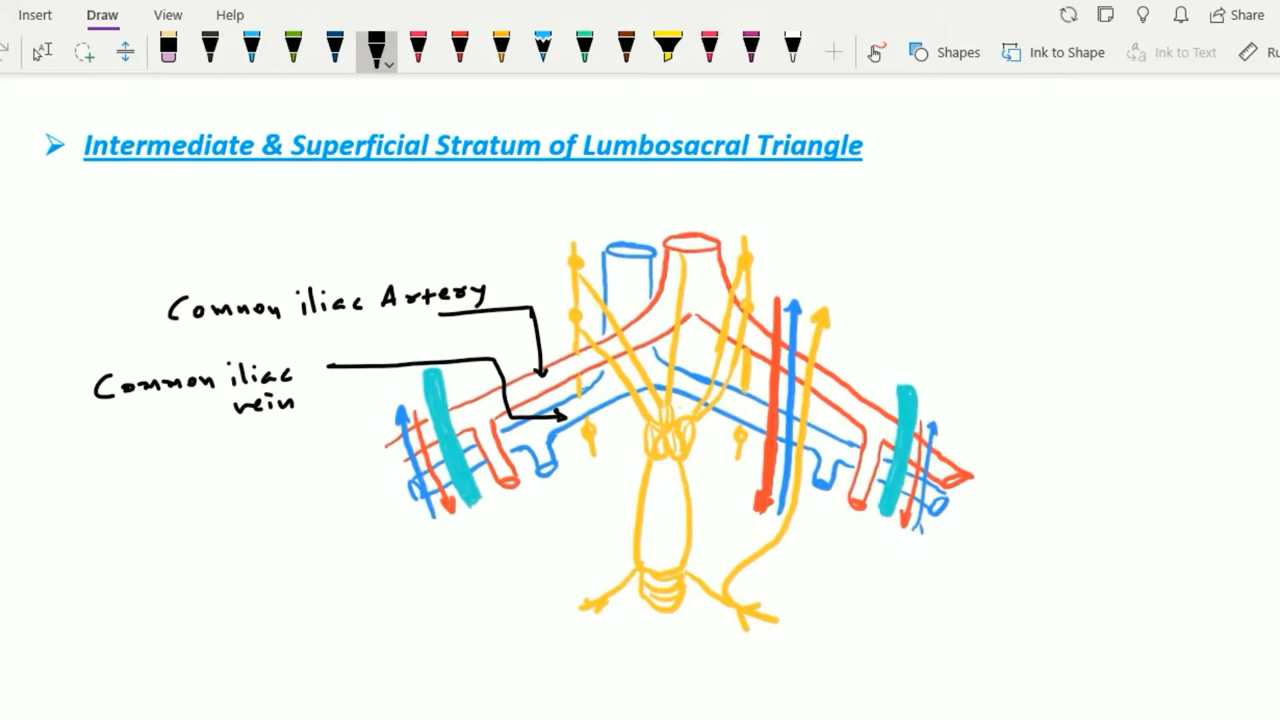 Insert Draw View Help
Share
Shapes Ink to Shape Ink to Text Ru
Intermediate & Superficial Stratum of Lumbosacral Triangle
Common iliac Artery
Common iliac
vein